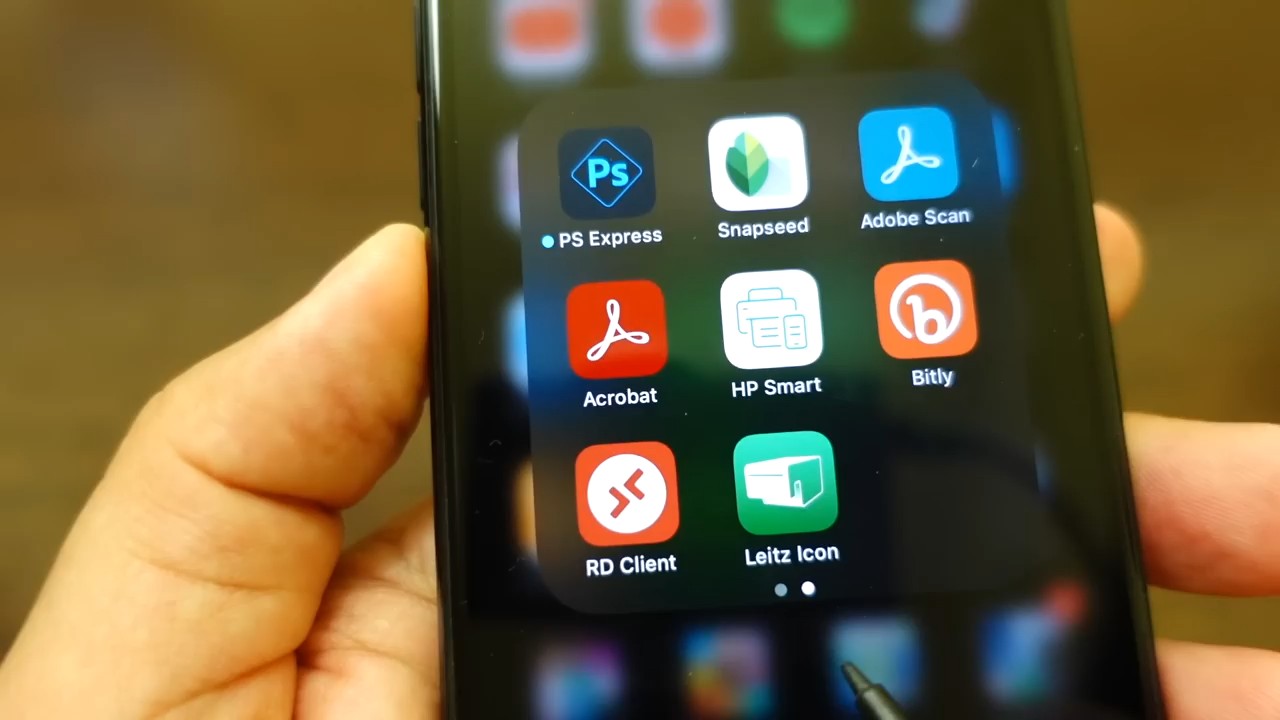 Ps
PS Express
Snapseed
Adobe Scan
Acrobat
HP Smart
b
Bitly
RD Client
Leitz Icon